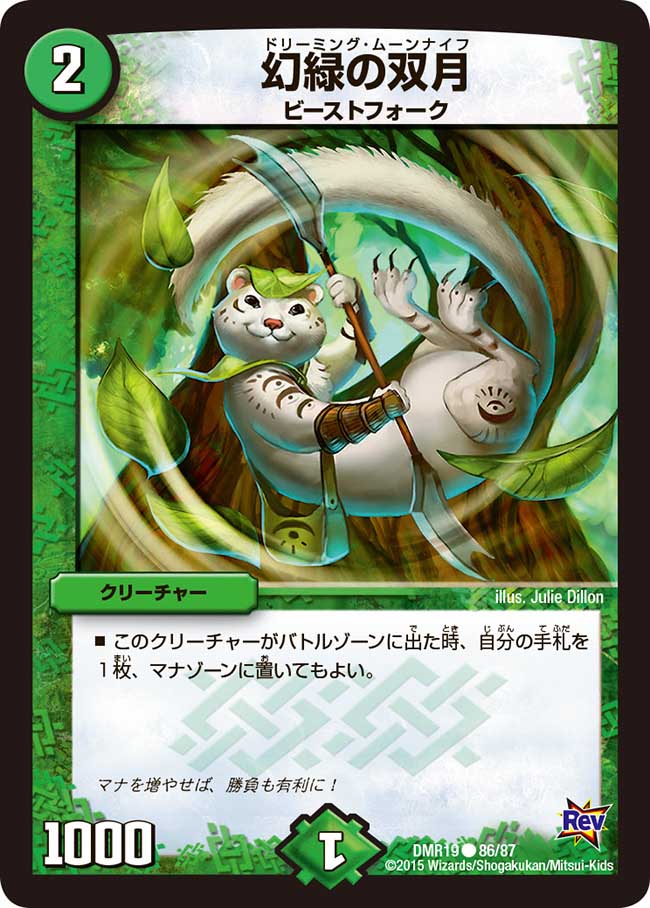 2
ドリーミング・ムーンナイフ
幻緑の双月
ビーストフォーク
クリーチャー
illus. Julie Dillon
■ このクリーチャーがバトルゾーンに出た時、自分の手札を
1枚、マナゾーンに置いてもよい。
マナを増やせば、勝負も有利に!
1000
1
Rev
DMR19 ● 86/87
©2015 Wizards/Shogakukan/Mitsui-Kids